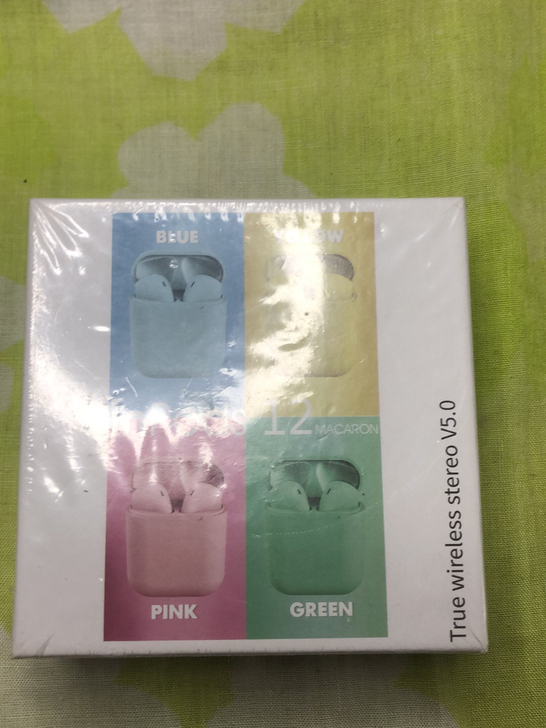 BLUE
12 MACARON
PINK
GREEN
True wireless stereo V5.0